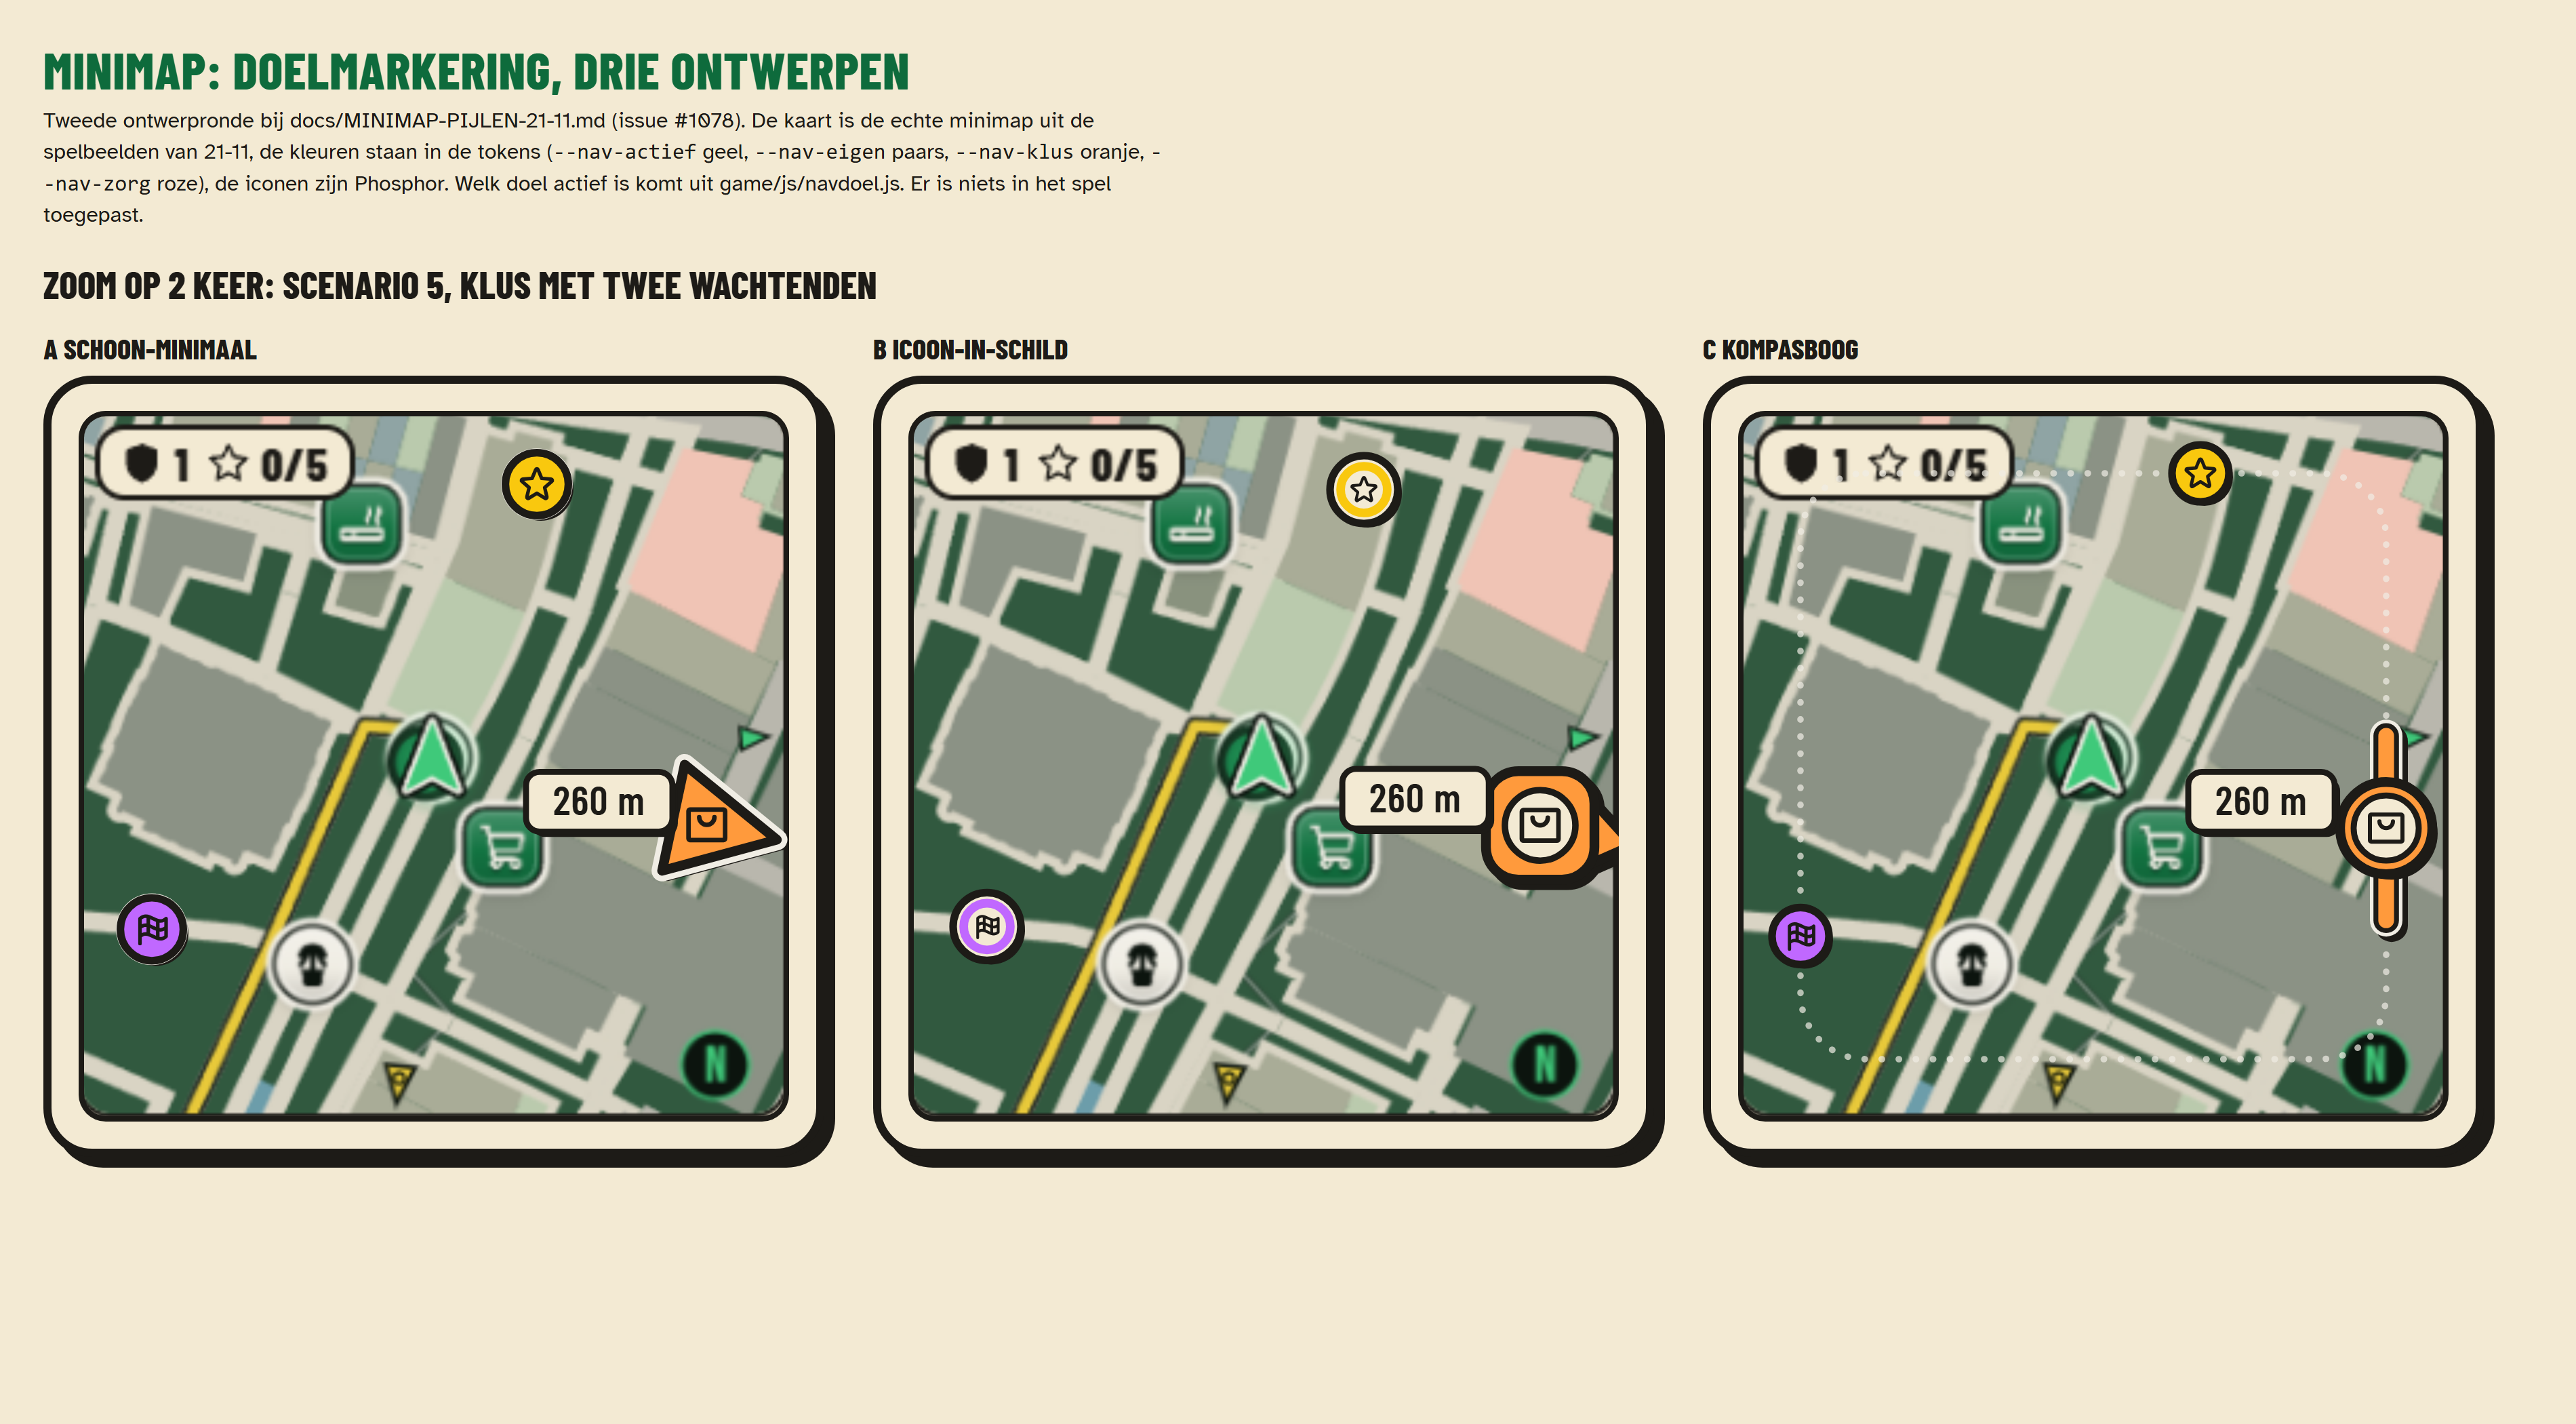 MINIMAP: DOELMARKERING, DRIE ONTWERPEN
Tweede ontwerpronde bij docs/MINIMAP-PIJLEN-21-11.md (issue #1078). De kaart is de echte minimap uit de
spelbeelden van 21-11, de kleuren staan in de tokens (--nav-actief geel, --nav-eigen paars, --nav-klus oranje, -
-nav-zorg roze), de iconen zijn Phosphor. Welk doel actief is komt uit game/js/navdoel.js. Er is niets in het spel
toegepast.
ZOOM OP 2 KEER: SCENARIO 5, KLUS MET TWEE WACHTENDEN
A SCHOON-MINIMAAL
1 0/5
260 m
N
B ICOON-IN-SCHILD
1 0/5
260 m
N
C KOMPASBOOG
1 0/5
260 m
N